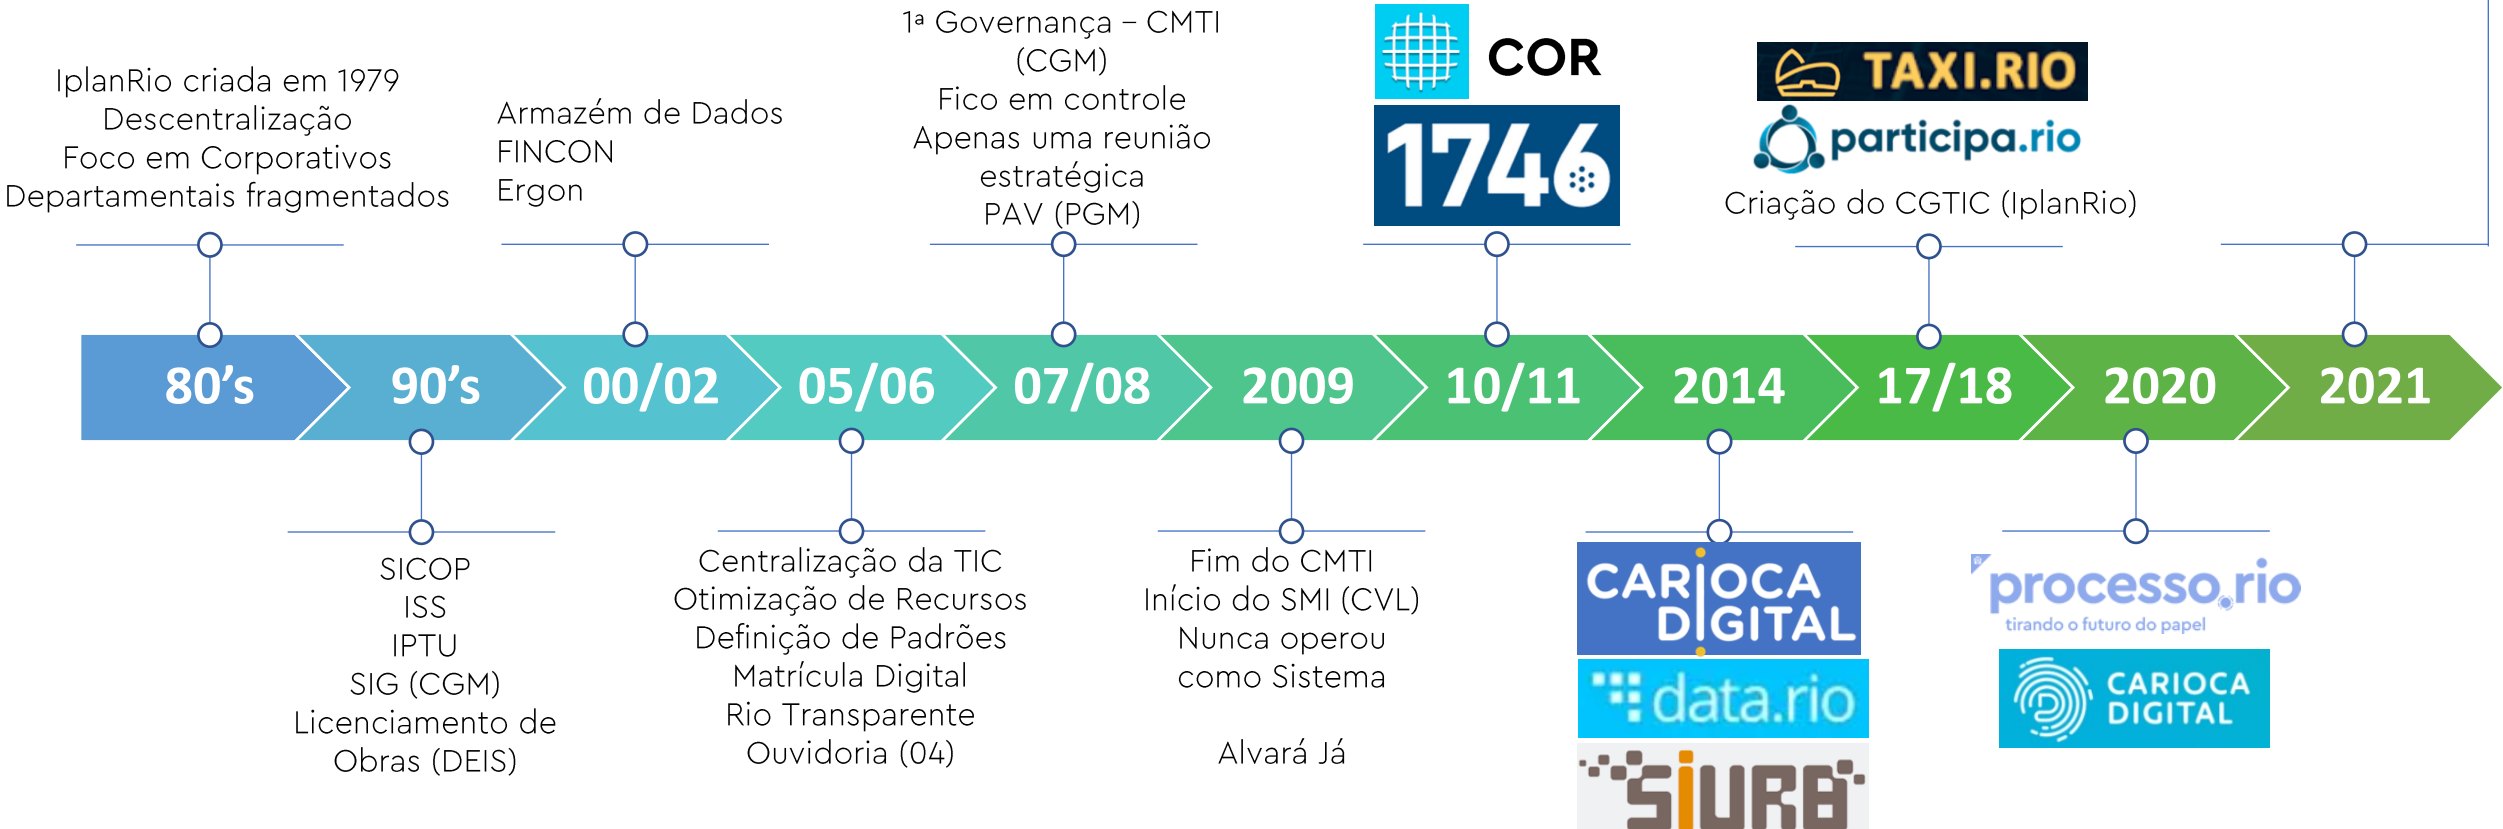 IplanRio criada em 1979
Descentralização
Foco em Corporativos
Departamentais fragmentados
Armazém de Dados
FINCON
Ergon
1ª Governança – CMTI
(CGM)
Fico em controle
Apenas uma reunião
estratégica
PAV (PGM)
COR
1746
TAXI.RIO
participa.rio
Criação do CGTIC (IplanRio)
80’s
90’s
00/02
05/06
07/08
2009
10/11
2014
17/18
2020
2021
SICOP
ISS
IPTU
SIG (CGM)
Licenciamento de
Obras (DEIS)
Centralização da TIC
Otimização de Recursos
Definição de Padrões
Matrícula Digital
Rio Transparente
Ouvidoria (04)
Fim do CMTI
Início do SMI (CVL)
Nunca operou
como Sistema
Alvará Já
CARIOCA
DIGITAL
data.rio
SIURB
processo.rio
tirando o futuro do papel
CARIOCA
DIGITAL